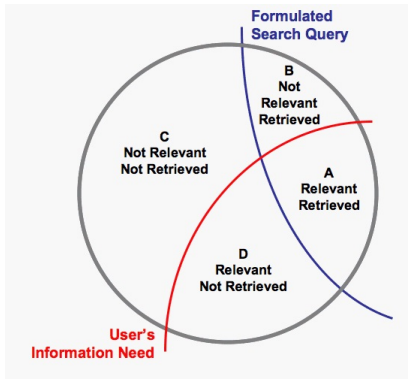 Formulated
Search Query
B
Not
Relevant
Retrieved
C
Not Relevant
Not Retrieved
A
Relevant
Retrieved
D
Relevant
Not Retrieved
User's
Information Need